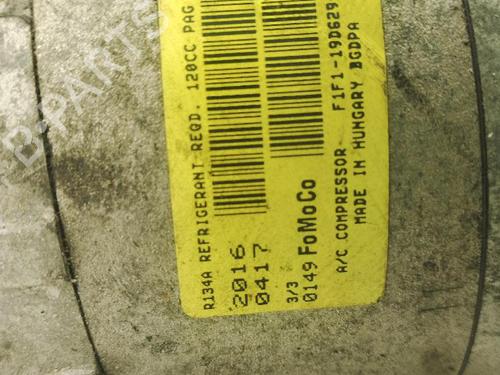 R134A REFRIGERANT REQD. 120CC PAG
2016
0417
3/3
0149 FoMoCo
A/C COMPRESSOR F1F1-19D629
MADE IN HUNGARY BGDPA
B-PARTS